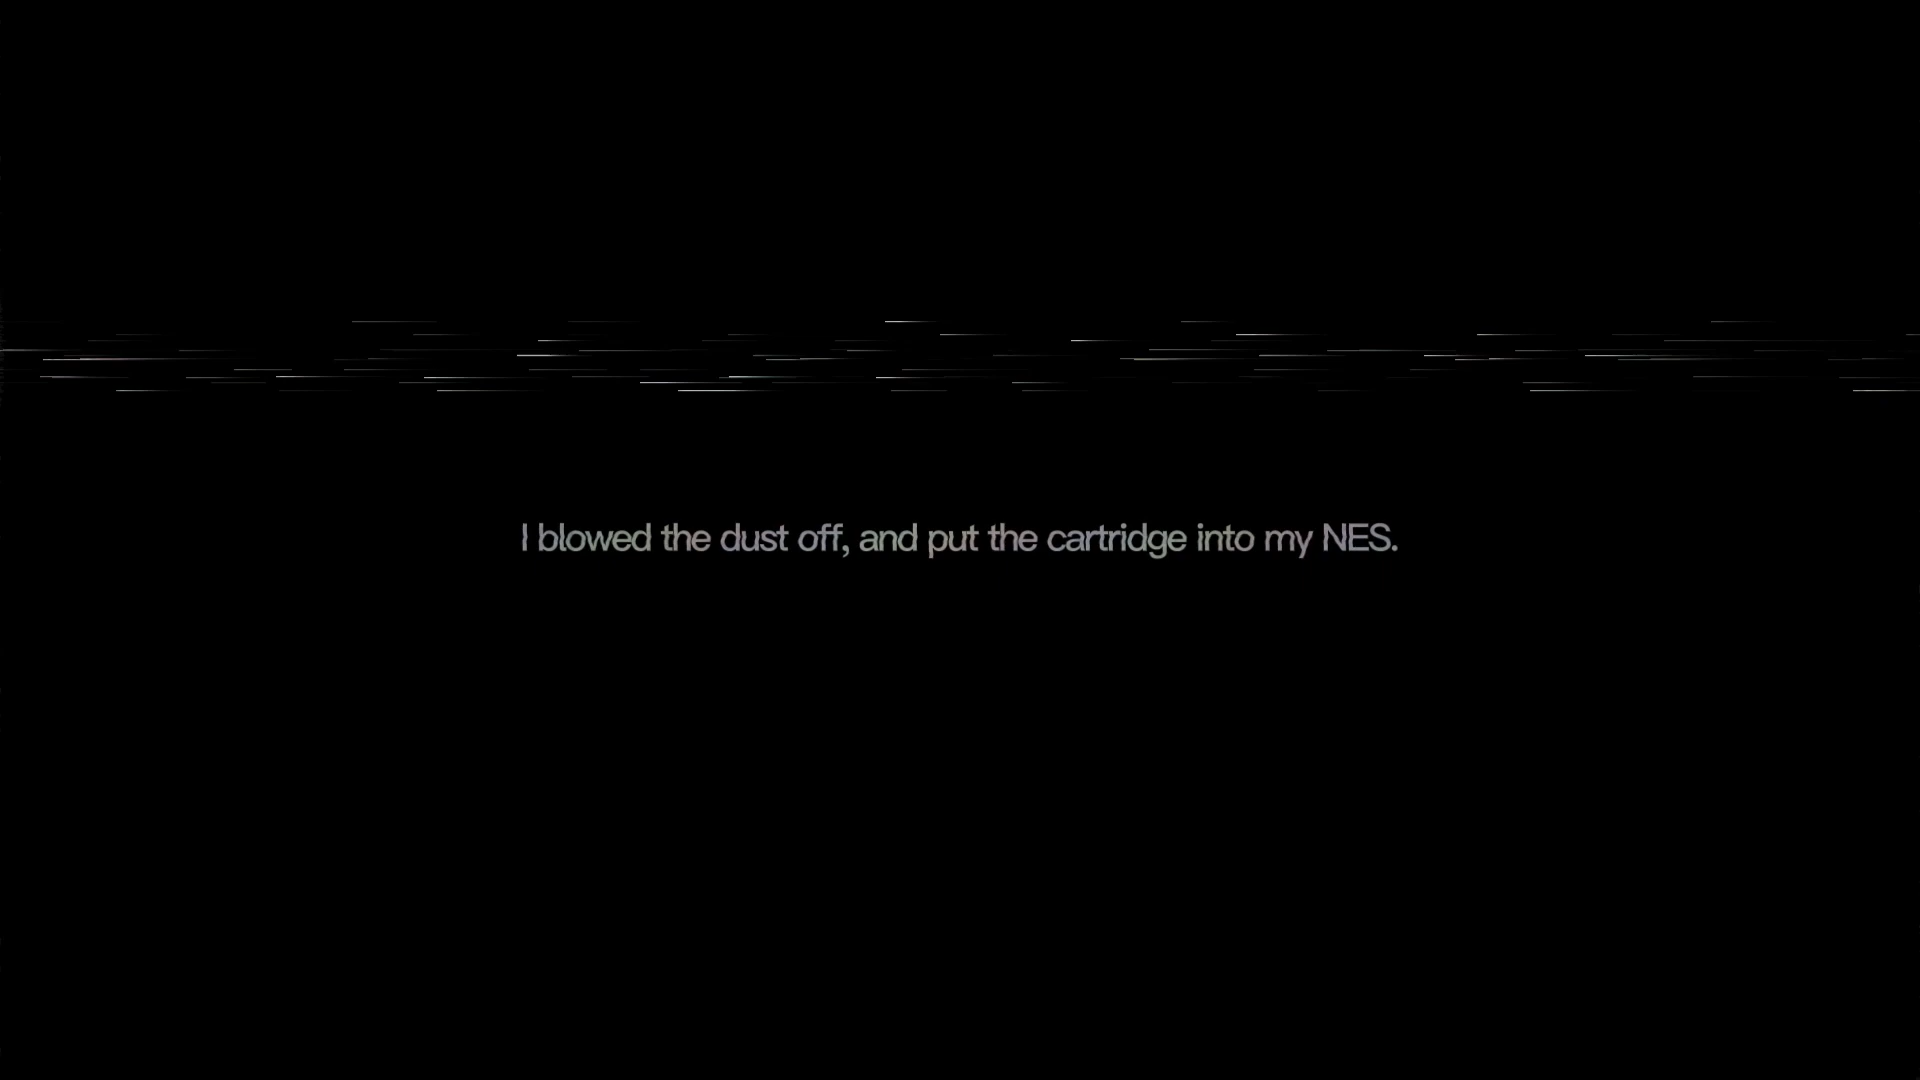 I blowed the dust off, and put the cartridge into my NES.